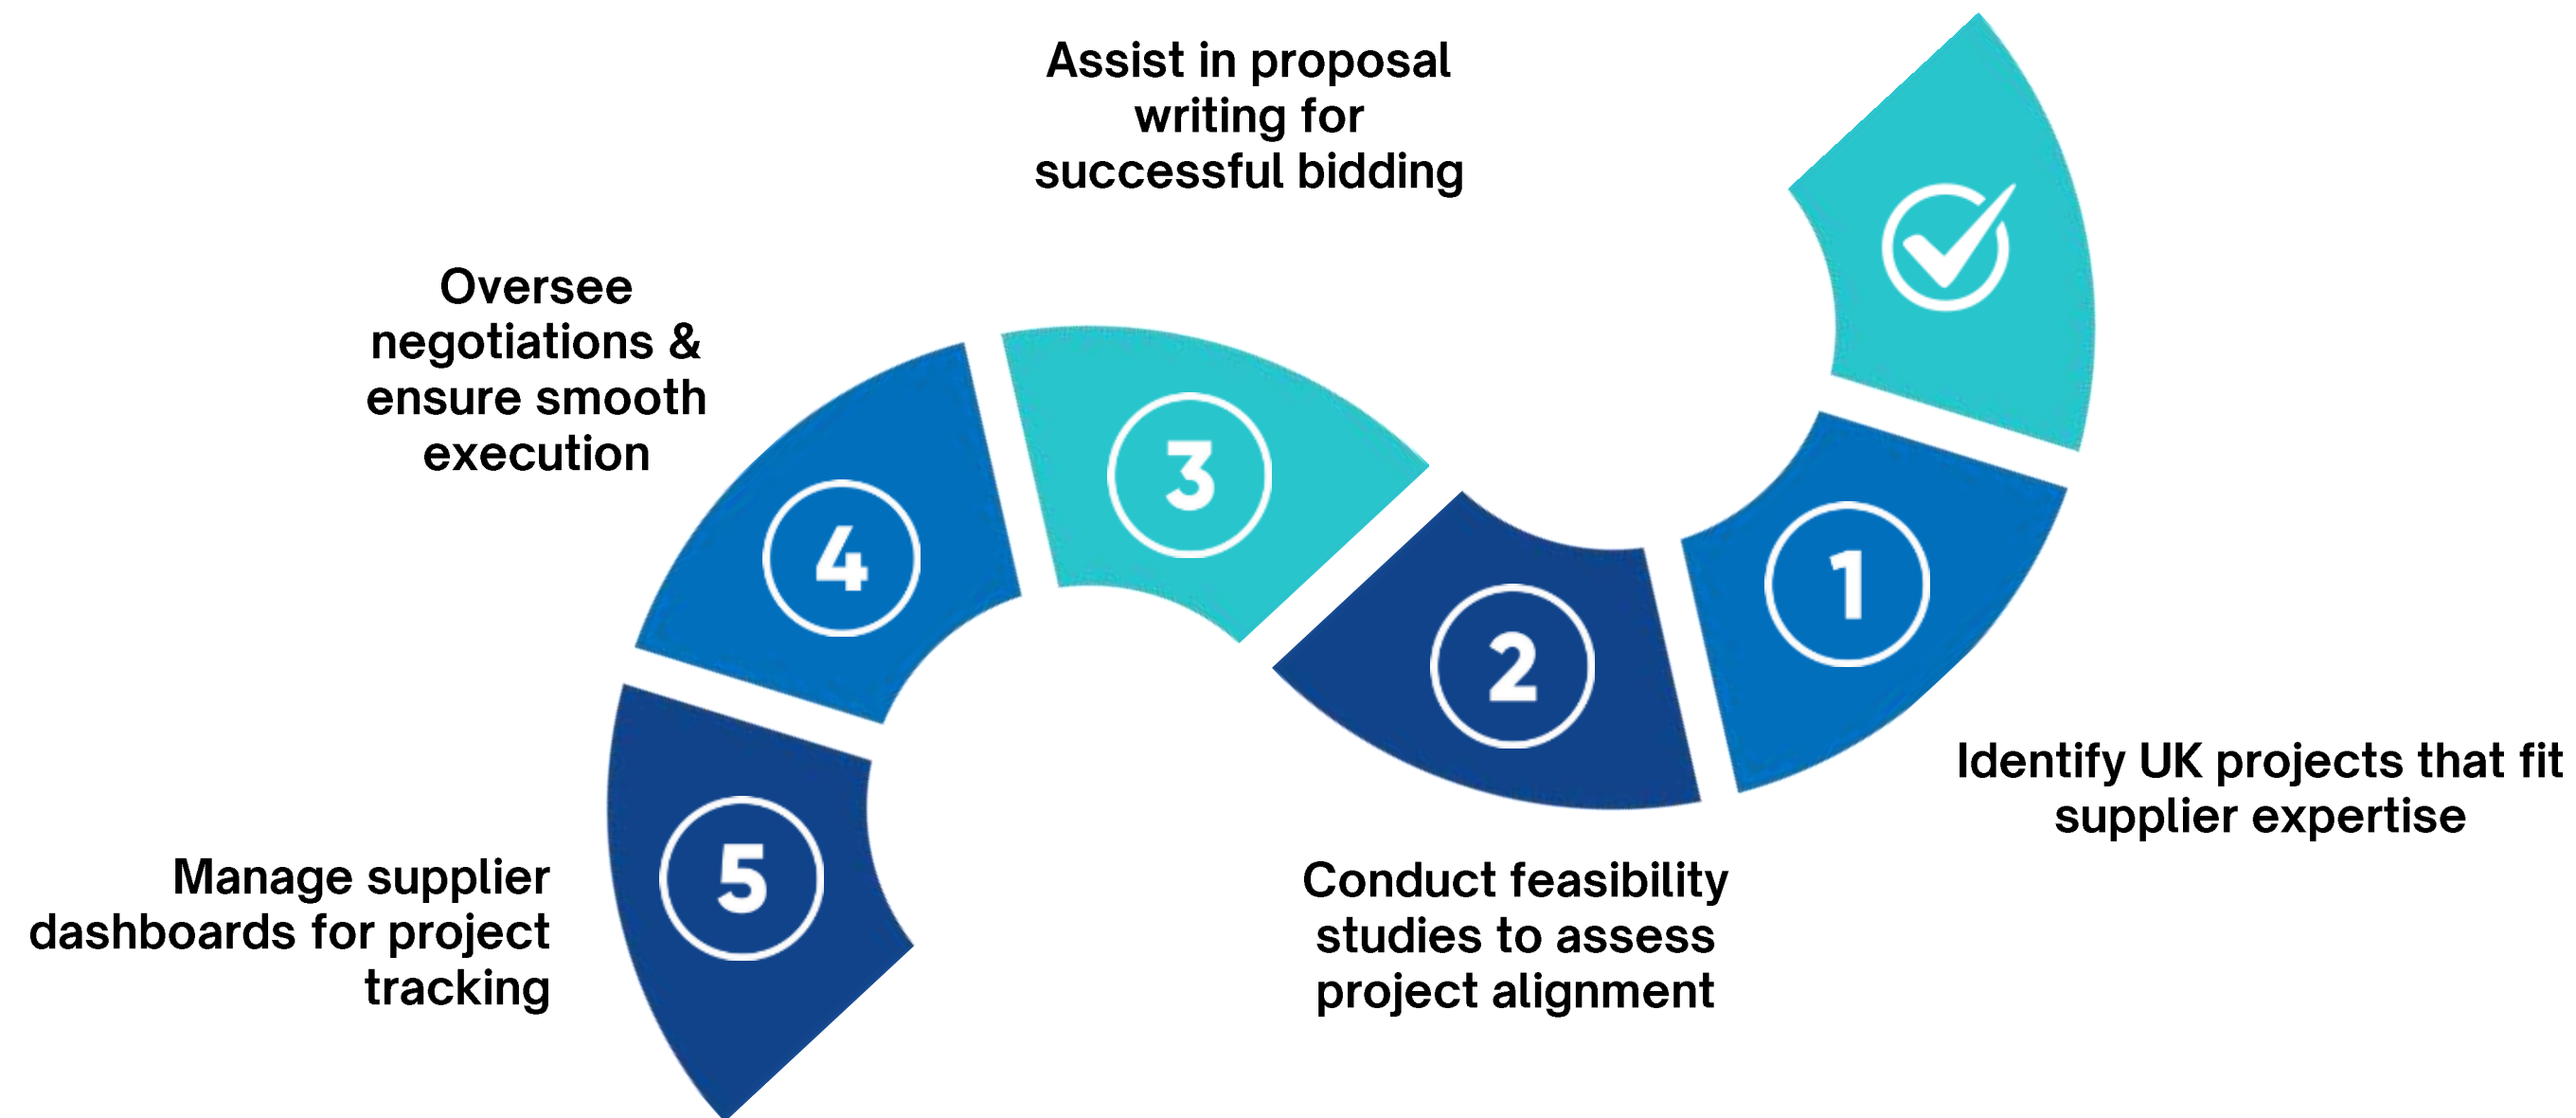 Assist in proposal
writing for
successful bidding
Oversee
negotiations &
ensure smooth
execution
3
4
1
2
5
Identify UK projects that fit
supplier expertise
Conduct feasibility
studies to assess
project alignment
Manage supplier
dashboards for project
tracking